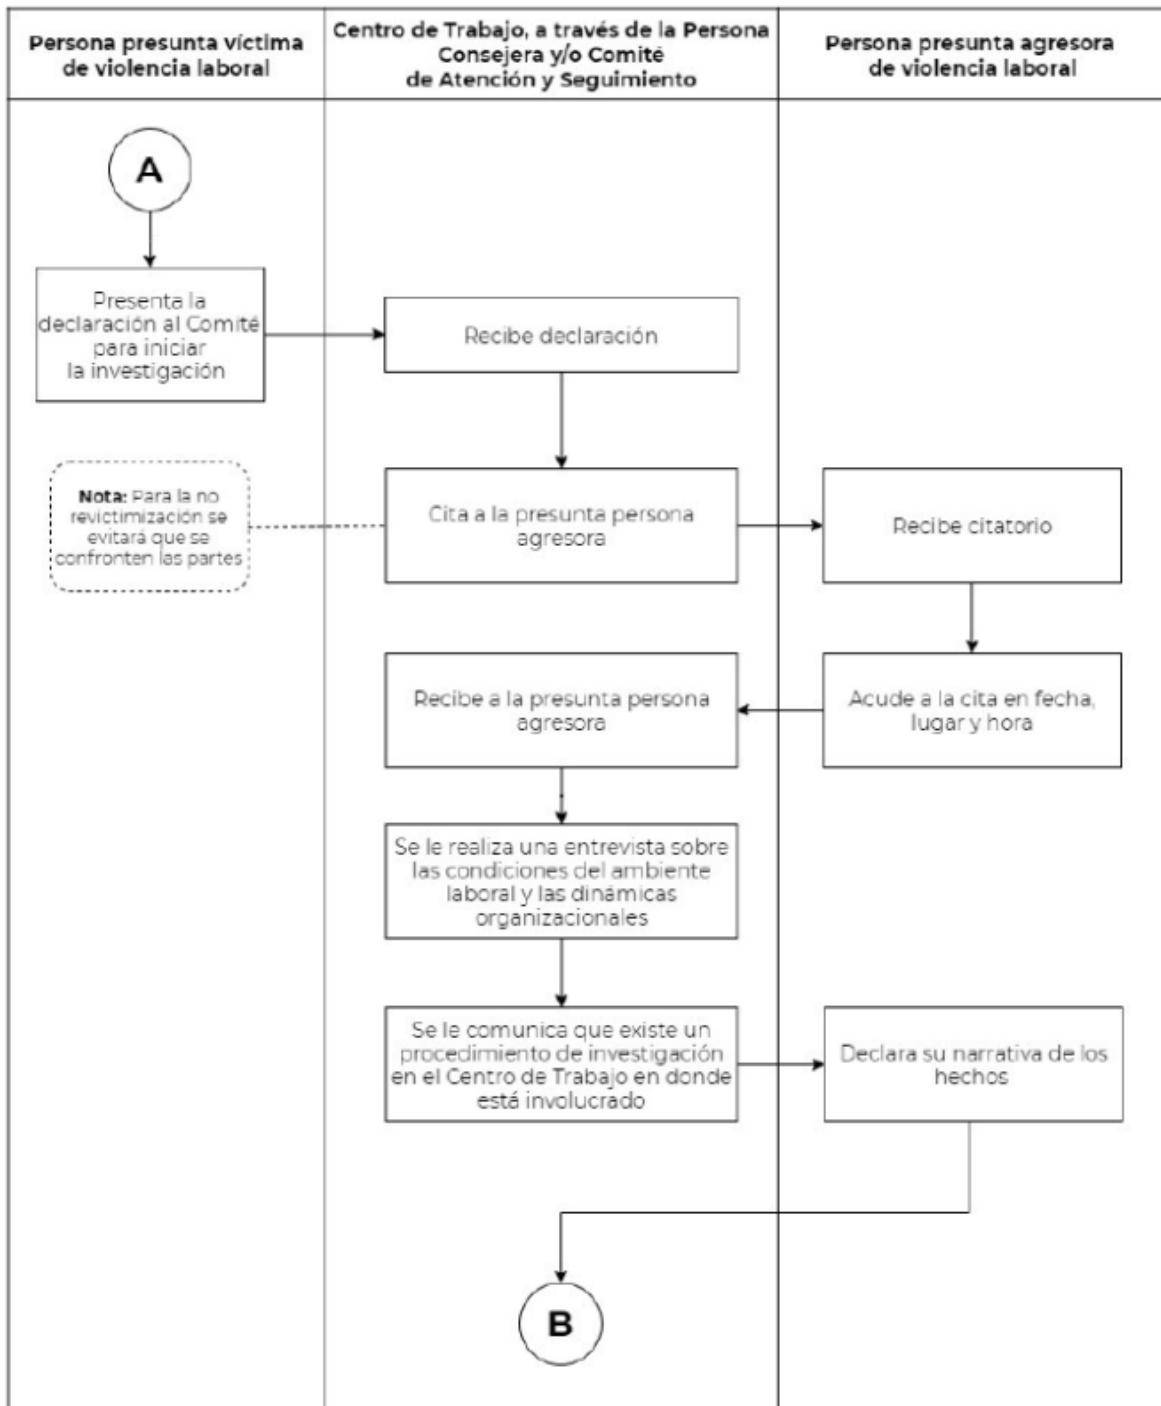 Persona presunta víctima
de violencia laboral
Centro de Trabajo, a través de la Persona
Consejera y/o Comité
de Atención y Seguimiento
Persona presunta agresora
de violencia laboral
A
Presenta la
declaración al Comité
para iniciar
la investigación
Recibe declaración
Nota: Para la no
revictimización se
evitará que se
confronten las partes
Cita a la presunta persona
agresora
Recibe citatorio
Recibe a la presunta persona
agresora
Acude a la cita en fecha,
lugar y hora
Se le realiza una entrevista sobre
las condiciones del ambiente
laboral y las dinámicas
organizacionales
Se le comunica que existe un
procedimiento de investigación
en el Centro de Trabajo en donde
está involucrado
Declara su narrativa de los
hechos
B